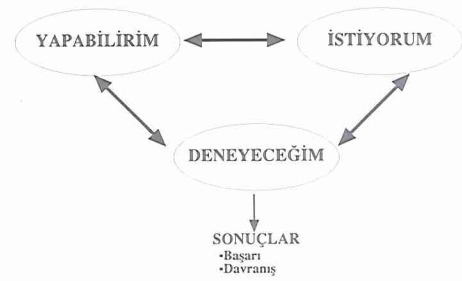 YAPABİLİRİM
İSTİYORUM
DENEYECEĞİM
SONUÇLAR
•Başarı
•Davranış